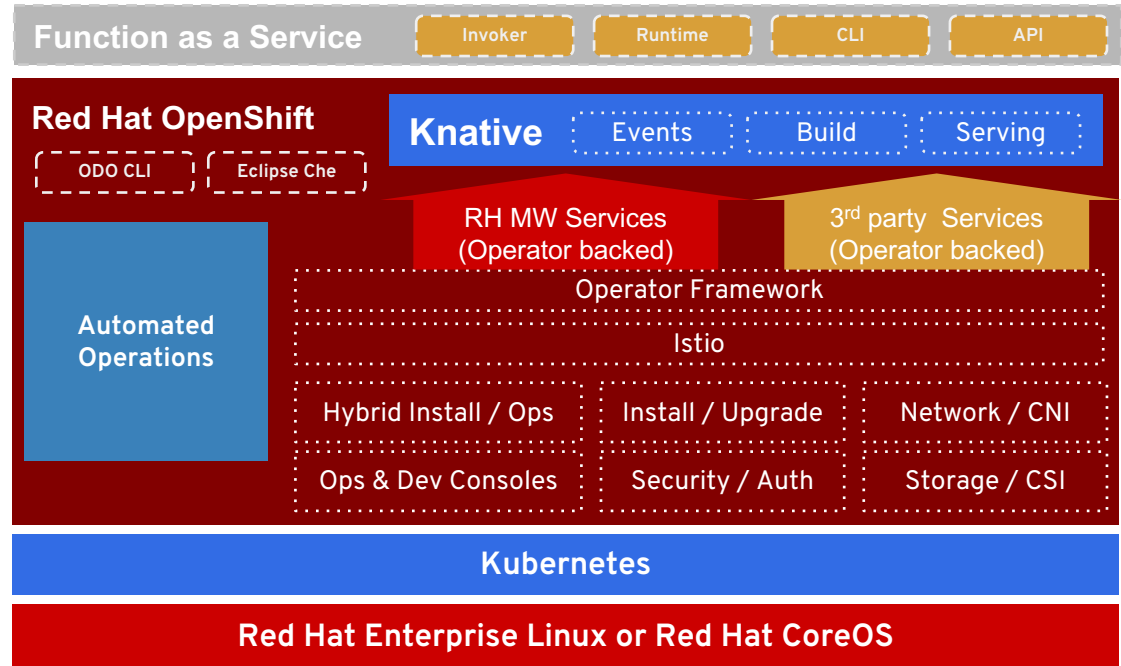 Function as a Service
Invoker
Runtime
CLI
API
Red Hat OpenShift
ODO CLI
Eclipse Che
Knative
Events
Build
Serving
RH MW Services
(Operator backed)
3rd party Services
(Operator backed)
Automated
Operations
Operator Framework
Istio
Hybrid Install / Ops
Install / Upgrade
Network / CNI
Ops & Dev Consoles
Security / Auth
Storage / CSI
Kubernetes
Red Hat Enterprise Linux or Red Hat CoreOS